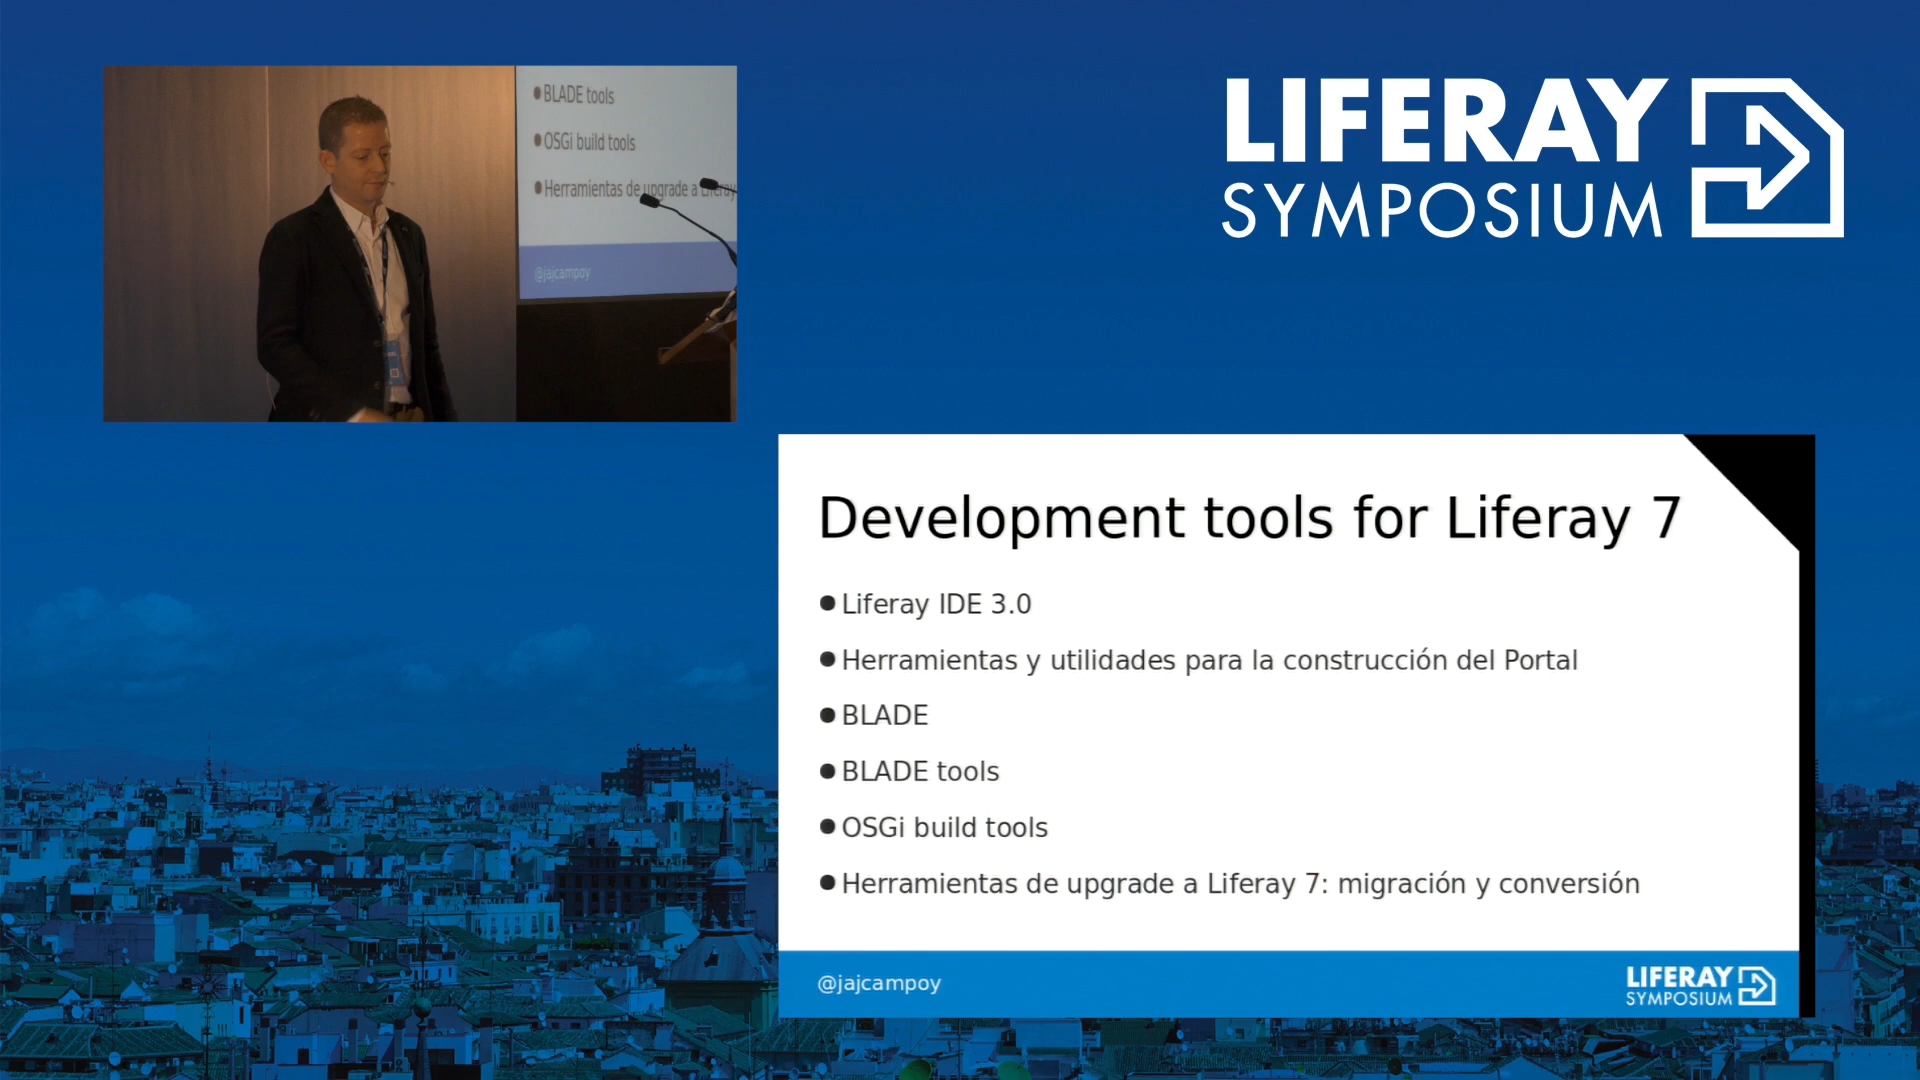 BLADE tools
OSGi build tools
Herramientas de upgrade a Liferay
@jajcampoy
LIFERAY
SYMPOSIUM
Development tools for Liferay 7
Liferay IDE 3.0
Herramientas y utilidades para la construcción del Portal
BLADE
BLADE tools
OSGi build tools
Herramientas de upgrade a Liferay 7: migración y conversión
@jajcampoy
LIFERAY
SYMPOSIUM